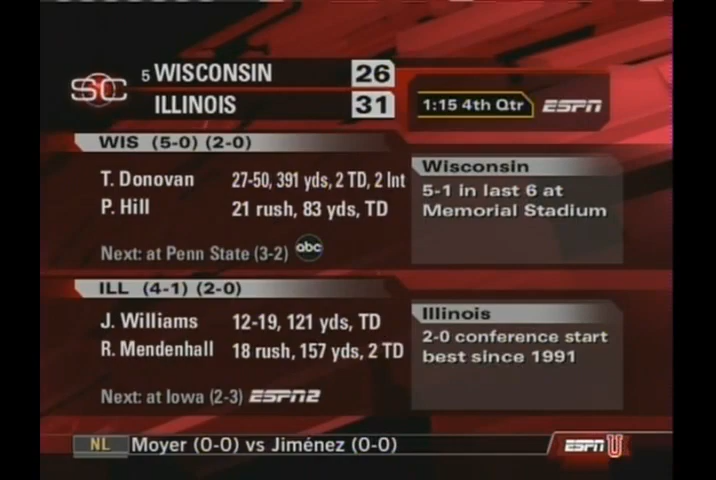 SC
5 WISCONSIN 26
ILLINOIS 31
1:15 4th Qtr ESPN
WIS (5-0) (2-0)
T. Donovan 27-50, 391 yds, 2 TD, 2 Int
P. Hill 21 rush, 83 yds, TD
Next: at Penn State (3-2) abc
Wisconsin
5-1 in last 6 at
Memorial Stadium
ILL (4-1) (2-0)
J. Williams 12-19, 121 yds, TD
R. Mendenhall 18 rush, 157 yds, 2 TD
Next: at Iowa (2-3) ESPN2
Illinois
2-0 conference start
best since 1991
NL Moyer (0-0) vs Jiménez (0-0) ESPN U